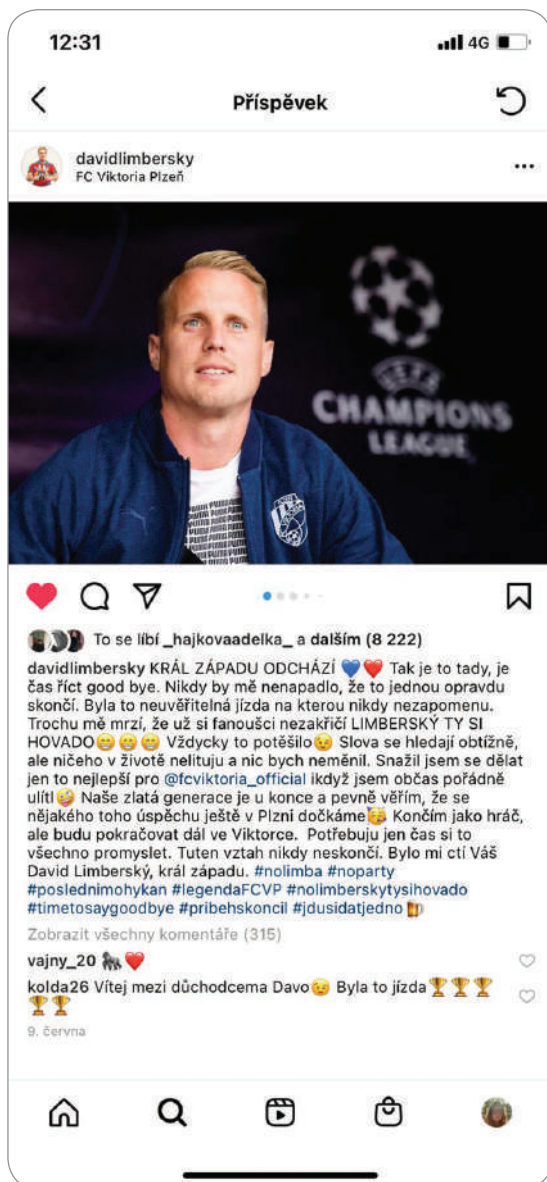 12:31
4G
Příspěvek
davidlimbersky
FC Viktoria Plzeň
UEFA
CHAMPIONS
LEAGUE
To se líbí _hajkovaadelka_ a dalším (8 222)
davidlimbersky KRÁL ZÁPADU ODCHÁZÍ 💙❤️ Tak je to tady, je
čas říct good bye. Nikdy by mě nenapadlo, že to jednou opravdu
skončí. Byla to neuvěřitelná jízda na kterou nikdy nezapomenu.
Trochu mě mrzí, že už si fanoušci nezakřičí LIMBERSKÝ TY SI
HOVADO😁😁😁 Vždycky to potěšilo😉 Slova se hledají obtížně,
ale ničeho v životě nelituju a nic bych neměnil. Snažil jsem se dělat
jen to nejlepší pro @fcviktoria_official ikdyž jsem občas pořádně
ulítl🤪 Naše zlatá generace je u konce a pevně věřím, že se
nějakého toho úspěchu ještě v Plzni dočkáme🥳 Končím jako hráč,
ale budu pokračovat dál ve Viktorce. Potřebuju jen čas si to
všechno promyslet. Tuten vztah nikdy neskončí. Bylo mi ctí Váš
David Limberský, král západu. #nolimba #noparty
#poslednimohykan #legendaFCVP #nolimberskytysihovado
#timetosaygoodbye #pribehskoncil #jdusidatjedno🍺
Zobrazit všechny komentáře (315)
vajny_20 🦍❤️
kolda26 Vítej mezi důchodcema Davo😉 Byla to jízda🏆🏆🏆
🏆🏆
9. června